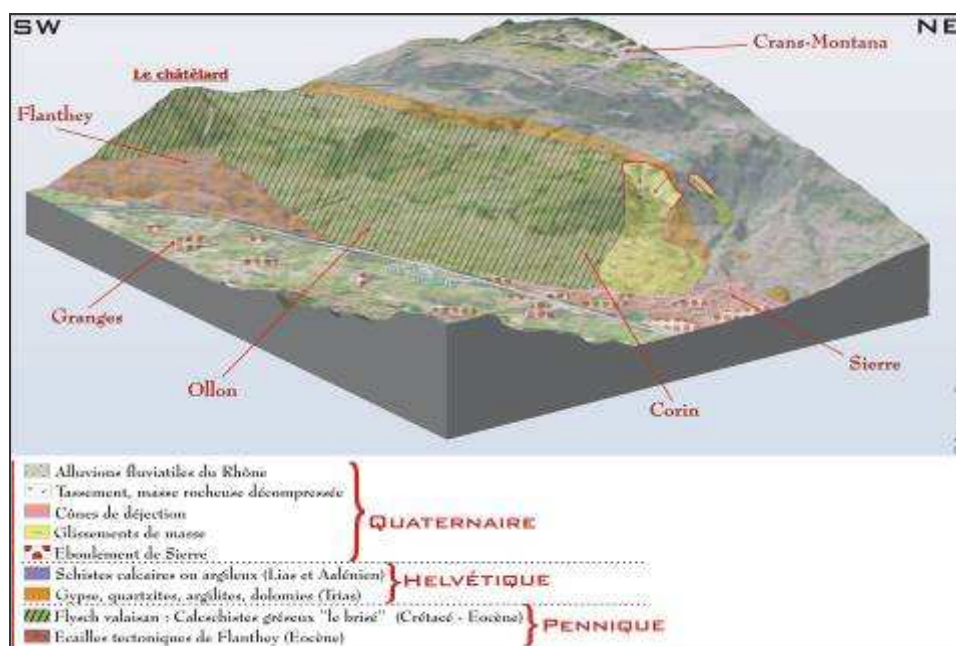 SW
NE
Crans-Montana
Le châtelard
Flanthey
Granges
Ollon
Corin
Sierre
Alluvions fluviatiles du Rhône
Tassement, masse rocheuse décompressée
Cônes de déjection
Glissements de masse
Eboulement de Sierre
QUATERNAIRE
Schistes calcaires ou argileux (Lias et Aalénien)
Gypse, quartzites, argilites, dolomies (Trias)
HELVÉTIQUE
Flysch valaisan : Calcschistes gréseux "le brisé" (Crétacé - Eocène)
Ecailles tectoniques de Flanthey (Eocène)
PENNIQUE